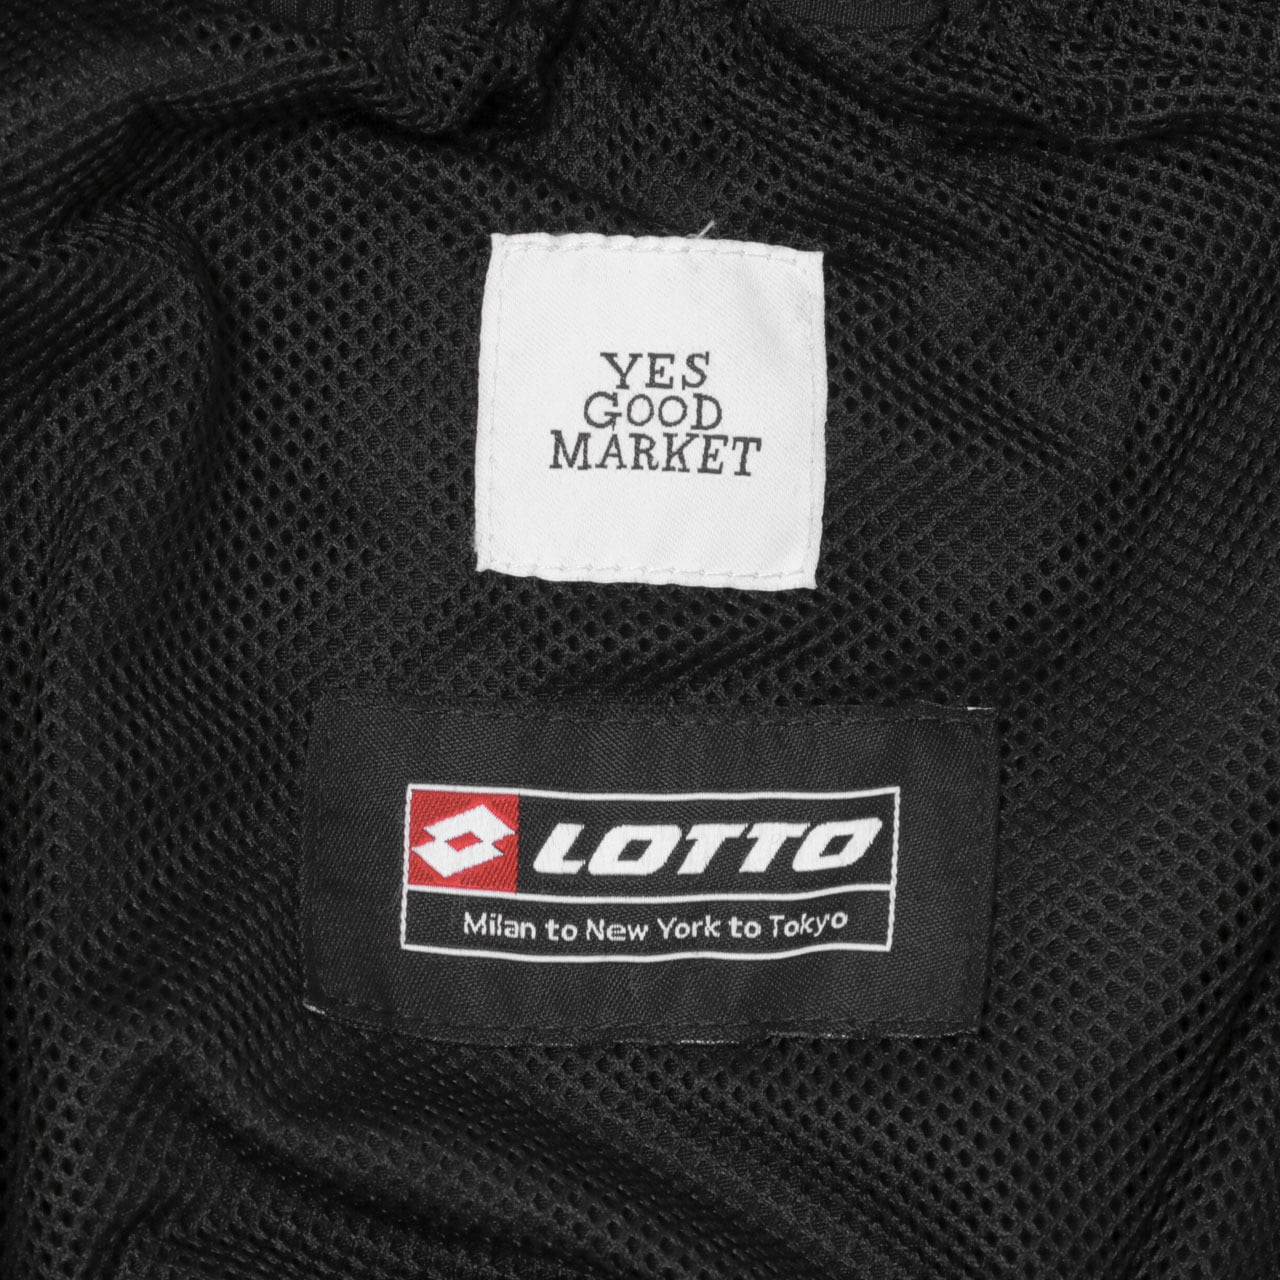 YES
GOOD
MARKET
LOTTO
Milan to New York to Tokyo